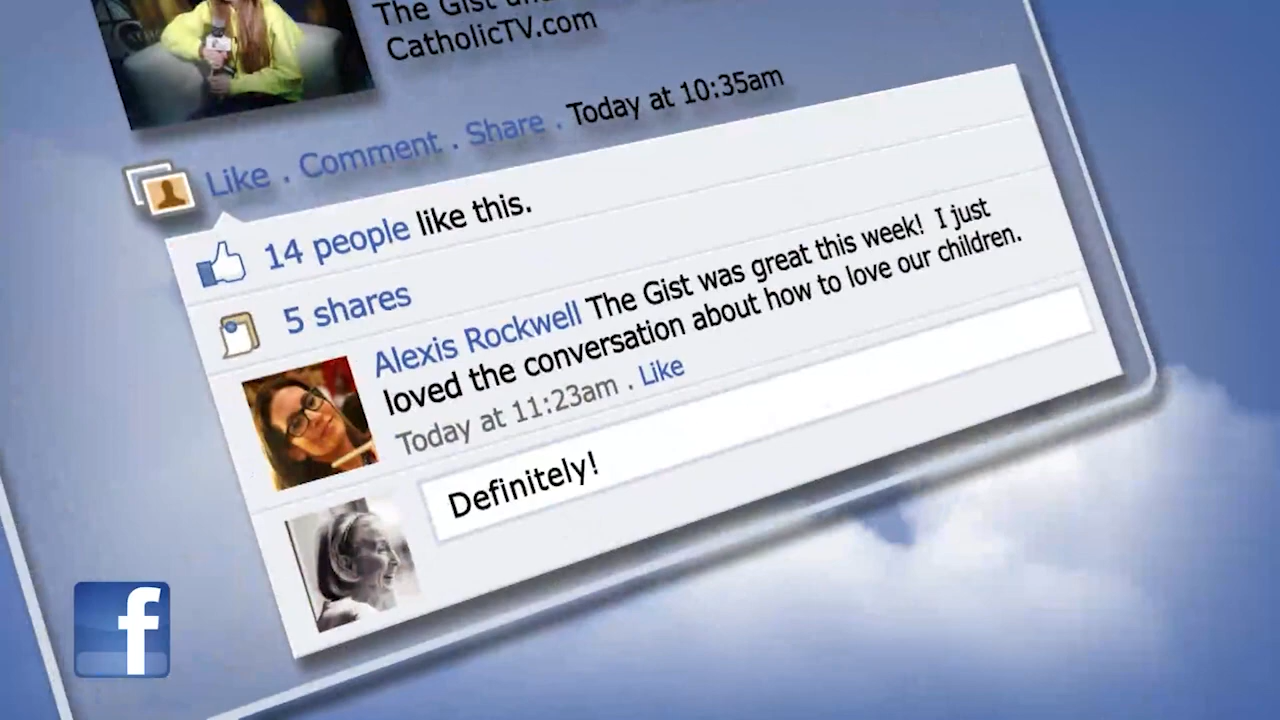 The Gist
CatholicTV.com
Like . Comment . Share . Today at 10:35am
14 people like this.
5 shares
Alexis Rockwell The Gist was great this week! I just
loved the conversation about how to love our children.
Today at 11:23am . Like
Definitely!
f